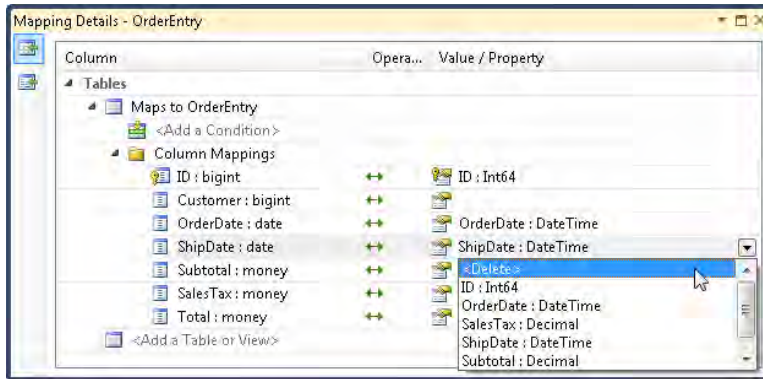 Mapping Details - OrderEntry
Column Opera... Value / Property
Tables
Maps to OrderEntry
<Add a Condition>
Column Mappings
ID : bigint ID : Int64
Customer : bigint
OrderDate : date OrderDate : DateTime
ShipDate : date ShipDate : DateTime
Subtotal : money <Delete>
ID : Int64
SalesTax : money OrderDate : DateTime
SalesTax : Decimal
Total : money ShipDate : DateTime
<Add a Table or View> Subtotal : Decimal